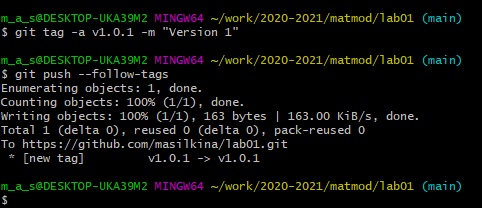 m_a_s@DESKTOP-UKA39M2 MINGW64 ~/work/2020-2021/matmod/lab01 (main)
$ git tag -a v1.0.1 -m "Version 1"
m_a_s@DESKTOP-UKA39M2 MINGW64 ~/work/2020-2021/matmod/lab01 (main)
$ git push --follow-tags
Enumerating objects: 1, done.
Counting objects: 100% (1/1), done.
Writing objects: 100% (1/1), 163 bytes | 163.00 KiB/s, done.
Total 1 (delta 0), reused 0 (delta 0), pack-reused 0
To https://github.com/masilkina/lab01.git
 * [new tag]         v1.0.1 -> v1.0.1
m_a_s@DESKTOP-UKA39M2 MINGW64 ~/work/2020-2021/matmod/lab01 (main)
$